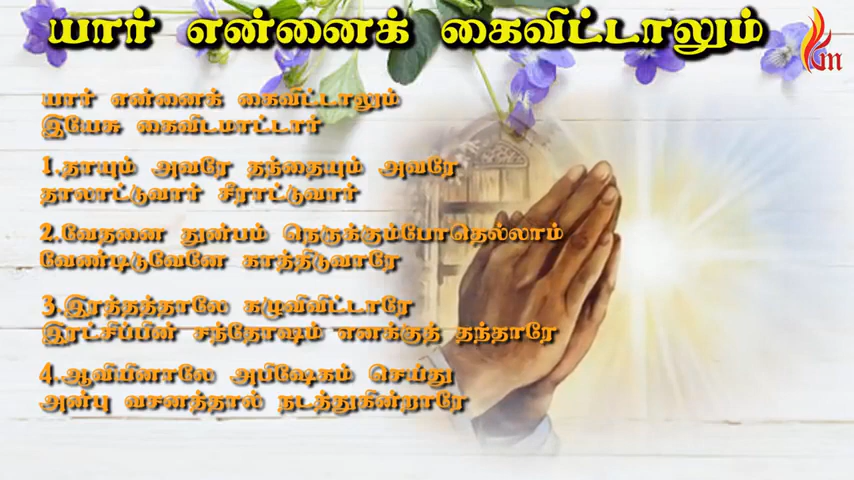 யார் என்னைக் கைவிட்டாலும்
யார் என்னைக் கைவிட்டாலும்
இயேசு கைவிடமாட்டார்
1.தாயும் அவரே தந்தையும் அவரே
தாலாட்டுவார் சீராட்டுவார்
2.வேதனை துன்பம் நெருக்கும்போதெல்லாம்
வேண்டிடுவேனே காத்திடுவாரே
3.இரத்தத்தாலே கழுவிவிட்டாரே
இரட்சிப்பின் சந்தோஷம் எனக்குத் தந்தாரே
4.ஆவியினாலே அபிஷேகம் செய்து
அன்பு வசனத்தால் நடத்துகின்றாரே